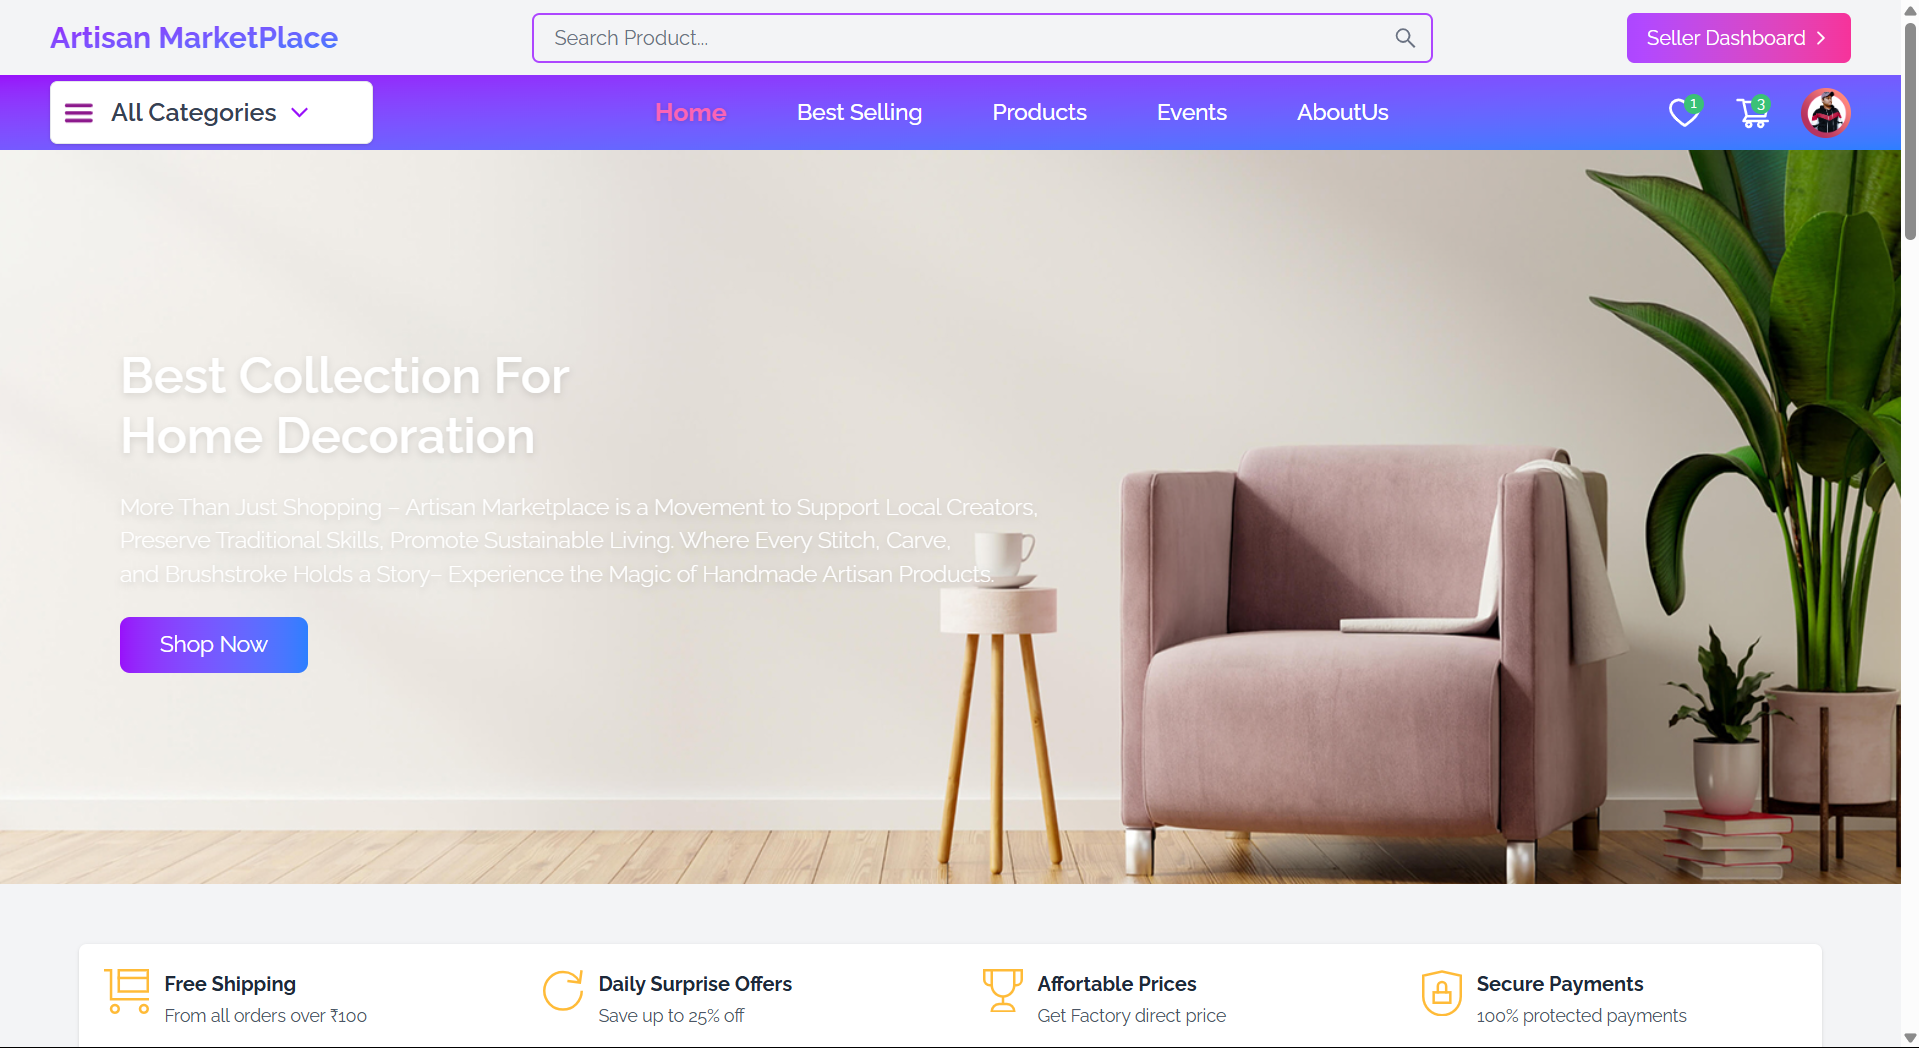 Artisan MarketPlace
Search Product...
Seller Dashboard
All Categories
Home
Best Selling
Products
Events
AboutUs
1
3
Best Collection For
Home Decoration
More Than Just Shopping – Artisan Marketplace is a Movement to Support Local Creators,
Preserve Traditional Skills, Promote Sustainable Living. Where Every Stitch, Carve,
and Brushstroke Holds a Story– Experience the Magic of Handmade Artisan Products.
Shop Now
Free Shipping
From all orders over ₹100
Daily Surprise Offers
Save up to 25% off
Affortable Prices
Get Factory direct price
Secure Payments
100% protected payments